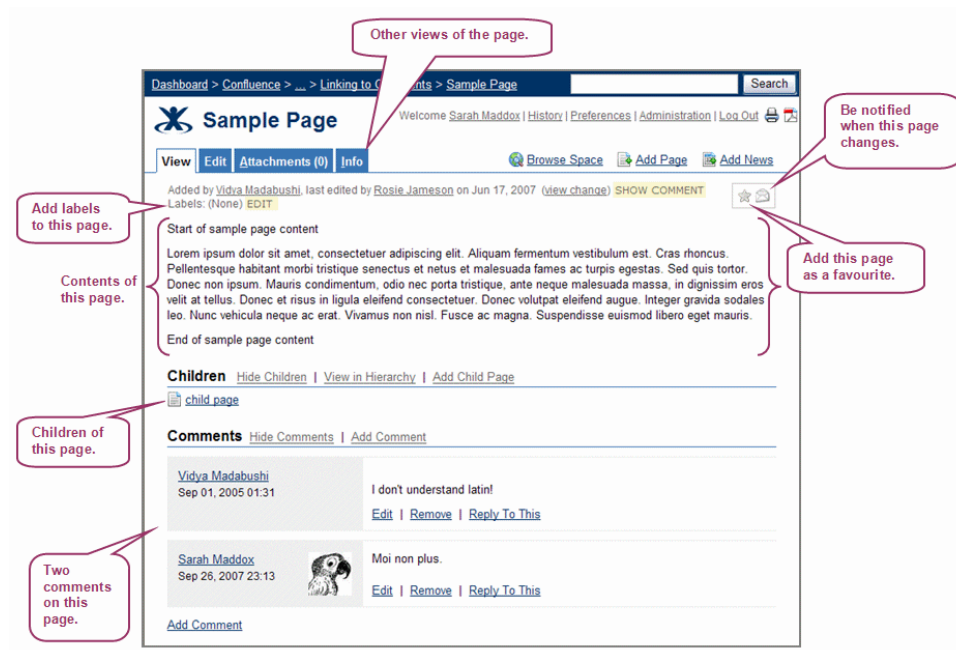 Other views of the page.
Dashboard > Confluence > ... > Linking to C nts > Sample Page
Search
Sample Page
Welcome Sarah Maddox | History | Preferences | Administration | Log Out
Be notified
when this page
changes.
View Edit Attachments (0) Info
Browse Space Add Page Add News
Added by Vidya Madabushi, last edited by Rosie Jameson on Jun 17, 2007 (view change) SHOW COMMENT
Labels: (None) EDIT
Add labels
to this page.
Start of sample page content
Add this page
as a favourite.
Contents of
this page.
Lorem ipsum dolor sit amet, consectetuer adipiscing elit. Aliquam fermentum vestibulum est. Cras rhoncus.
Pellentesque habitant morbi tristique senectus et netus et malesuada fames ac turpis egestas. Sed quis tortor.
Donec non ipsum. Mauris condimentum, odio nec porta tristique, ante neque malesuada massa, in dignissim eros
velit at tellus. Donec et risus in ligula eleifend consectetuer. Donec volutpat eleifend augue. Integer gravida sodales
leo. Nunc vehicula neque ac erat. Vivamus non nisl. Fusce ac magna. Suspendisse euismod libero eget mauris.
End of sample page content
Children Hide Children | View in Hierarchy | Add Child Page
child page
Children of
this page.
Comments Hide Comments | Add Comment
Vidya Madabushi
Sep 01, 2005 01:31
I don't understand latin!
Edit | Remove | Reply To This
Sarah Maddox
Sep 26, 2007 23:13
Moi non plus.
Edit | Remove | Reply To This
Two
comments
on this
page.
Add Comment